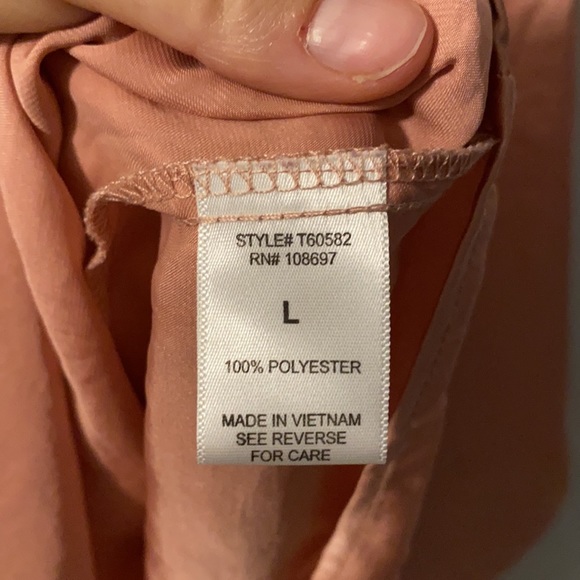 STYLE# T60582
RN# 108697
L
100% POLYESTER
MADE IN VIETNAM
SEE REVERSE
FOR CARE